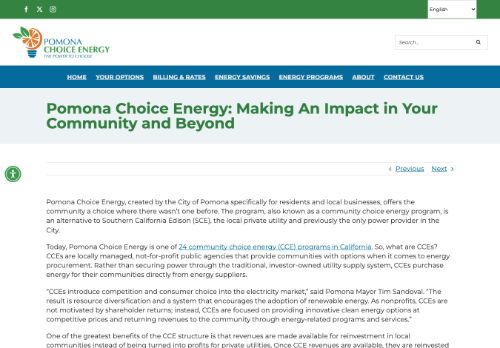 English
POMONA
CHOICE ENERGY
THE POWER TO CHOOSE
Search...
HOME YOUR OPTIONS BILLING & RATES ENERGY SAVINGS ENERGY PROGRAMS ABOUT CONTACT US
Pomona Choice Energy: Making An Impact in Your
Community and Beyond
Previous Next
Pomona Choice Energy, created by the City of Pomona specifically for residents and local businesses, offers the
community a choice where there wasn't one before. The program, also known as a community choice energy program, is
an alternative to Southern California Edison (SCE), the local private utility and previously the only power provider in the
City.
Today, Pomona Choice Energy is one of 24 community choice energy (CCE) programs in California. So, what are CCEs?
CCEs are locally managed, not-for-profit public agencies that provide communities with options when it comes to energy
procurement. Rather than securing power through the traditional, investor-owned utility supply system, CCEs purchase
energy for their communities directly from energy suppliers.
"CCEs introduce competition and consumer choice into the electricity market," said Pomona Mayor Tim Sandoval. "The
result is resource diversification and a system that encourages the adoption of renewable energy. As nonprofits, CCEs are
not motivated by shareholder returns; instead, CCEs are focused on providing innovative clean energy options at
competitive prices and returning revenues to the community through energy-related programs and services."
One of the greatest benefits of the CCE structure is that revenues are made available for reinvestment in local
communities instead of being turned into profits for private utilities. Once CCE revenues are available, they are reinvested